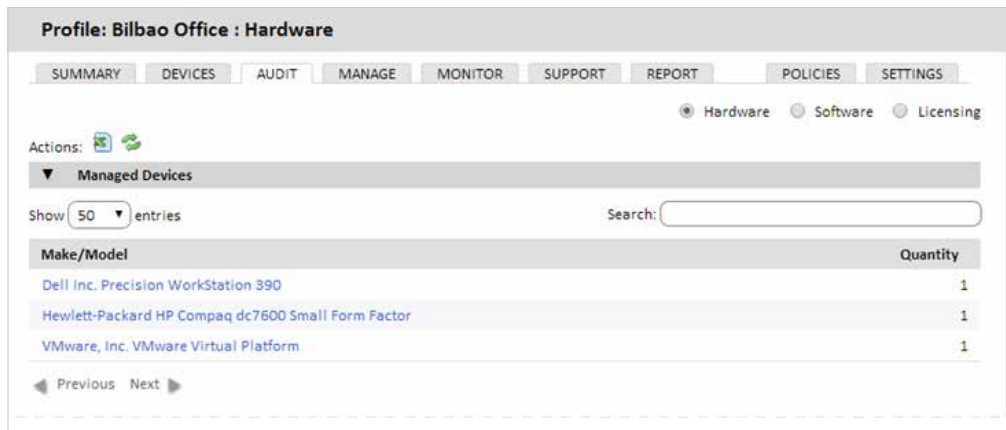 Profile: Bilbao Office : Hardware
SUMMARY DEVICES AUDIT MANAGE MONITOR SUPPORT REPORT POLICIES SETTINGS
Hardware Software Licensing
Actions:
Managed Devices
Show 50 entries Search:
Make/Model Quantity
Dell Inc. Precision WorkStation 390 1
Hewlett-Packard HP Compaq dc7600 Small Form Factor 1
VMware, Inc. VMware Virtual Platform 1
Previous Next